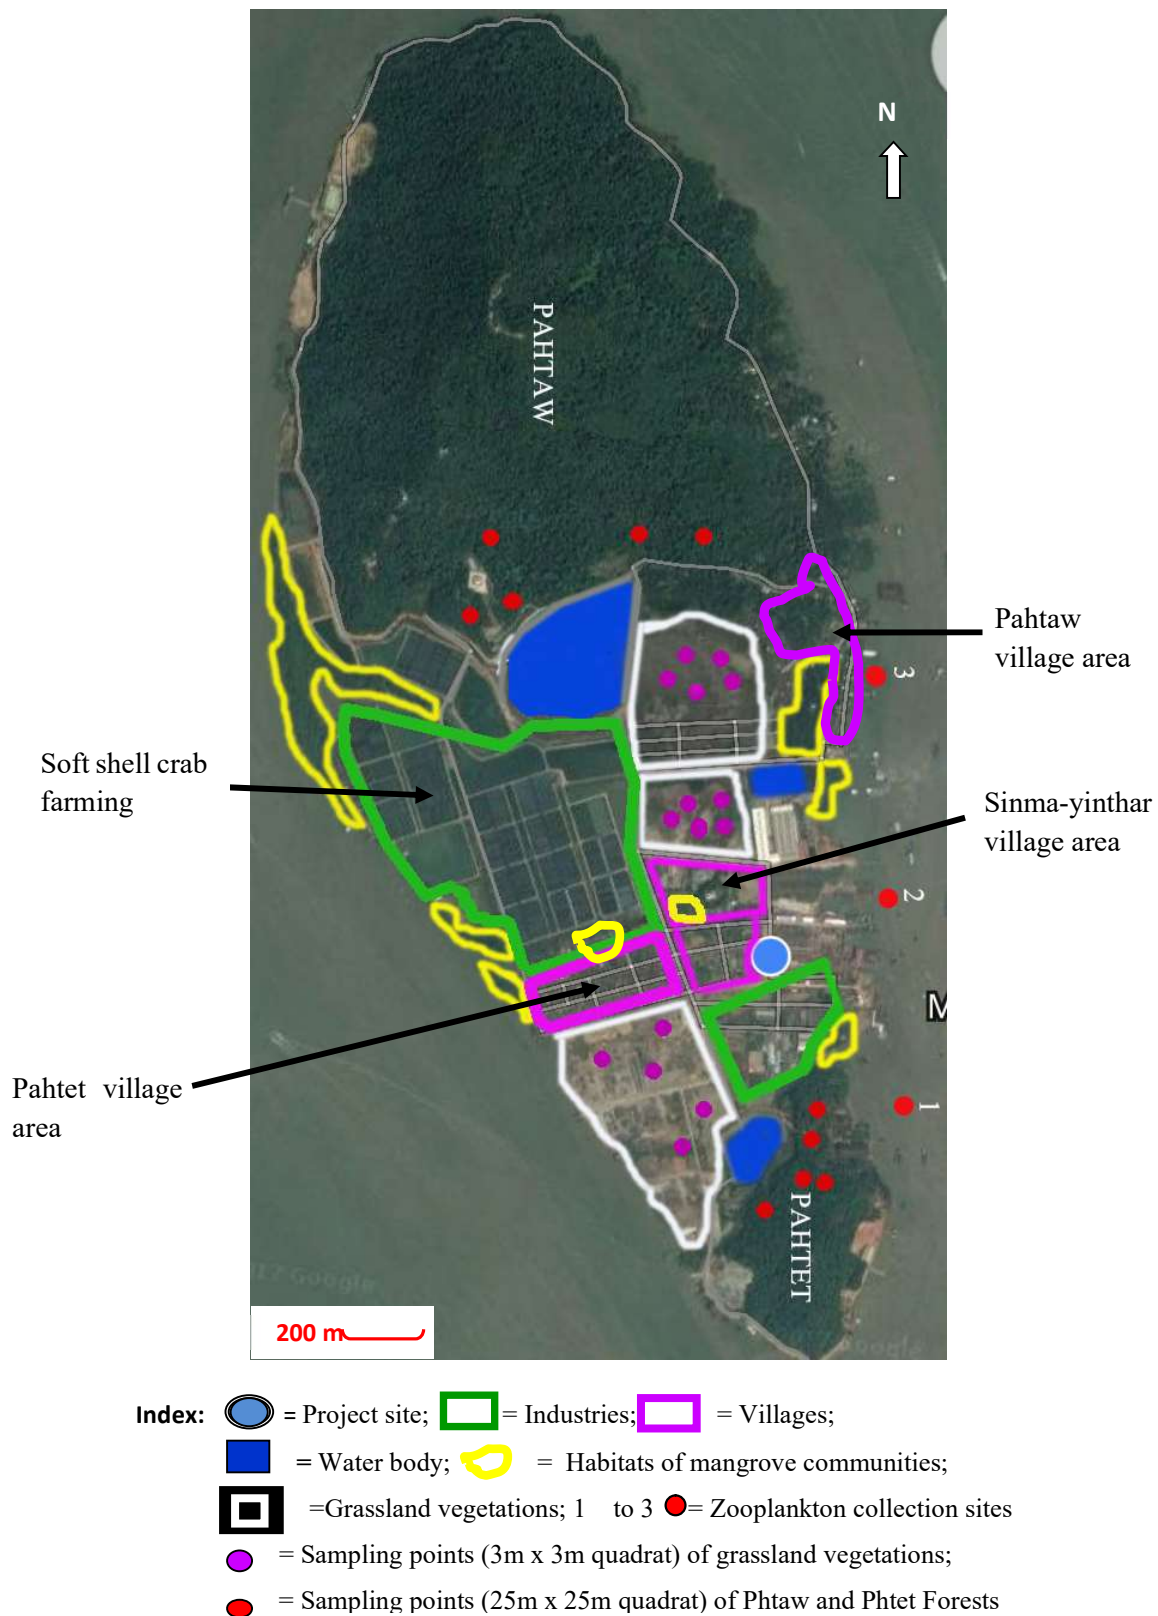 N
PAHTAW
Pahtaw
village area
3
Soft shell crab
farming
Sinma-yinthar
village area
2
M
Pahtet village
area
1
PAHTET
Google
200 m
Google
Index: = Project site; = Industries; = Villages;
= Water body; = Habitats of mangrove communities;
=Grassland vegetations; 1 to 3 = Zooplankton collection sites
= Sampling points (3m x 3m quadrat) of grassland vegetations;
= Sampling points (25m x 25m quadrat) of Phtaw and Phtet Forests